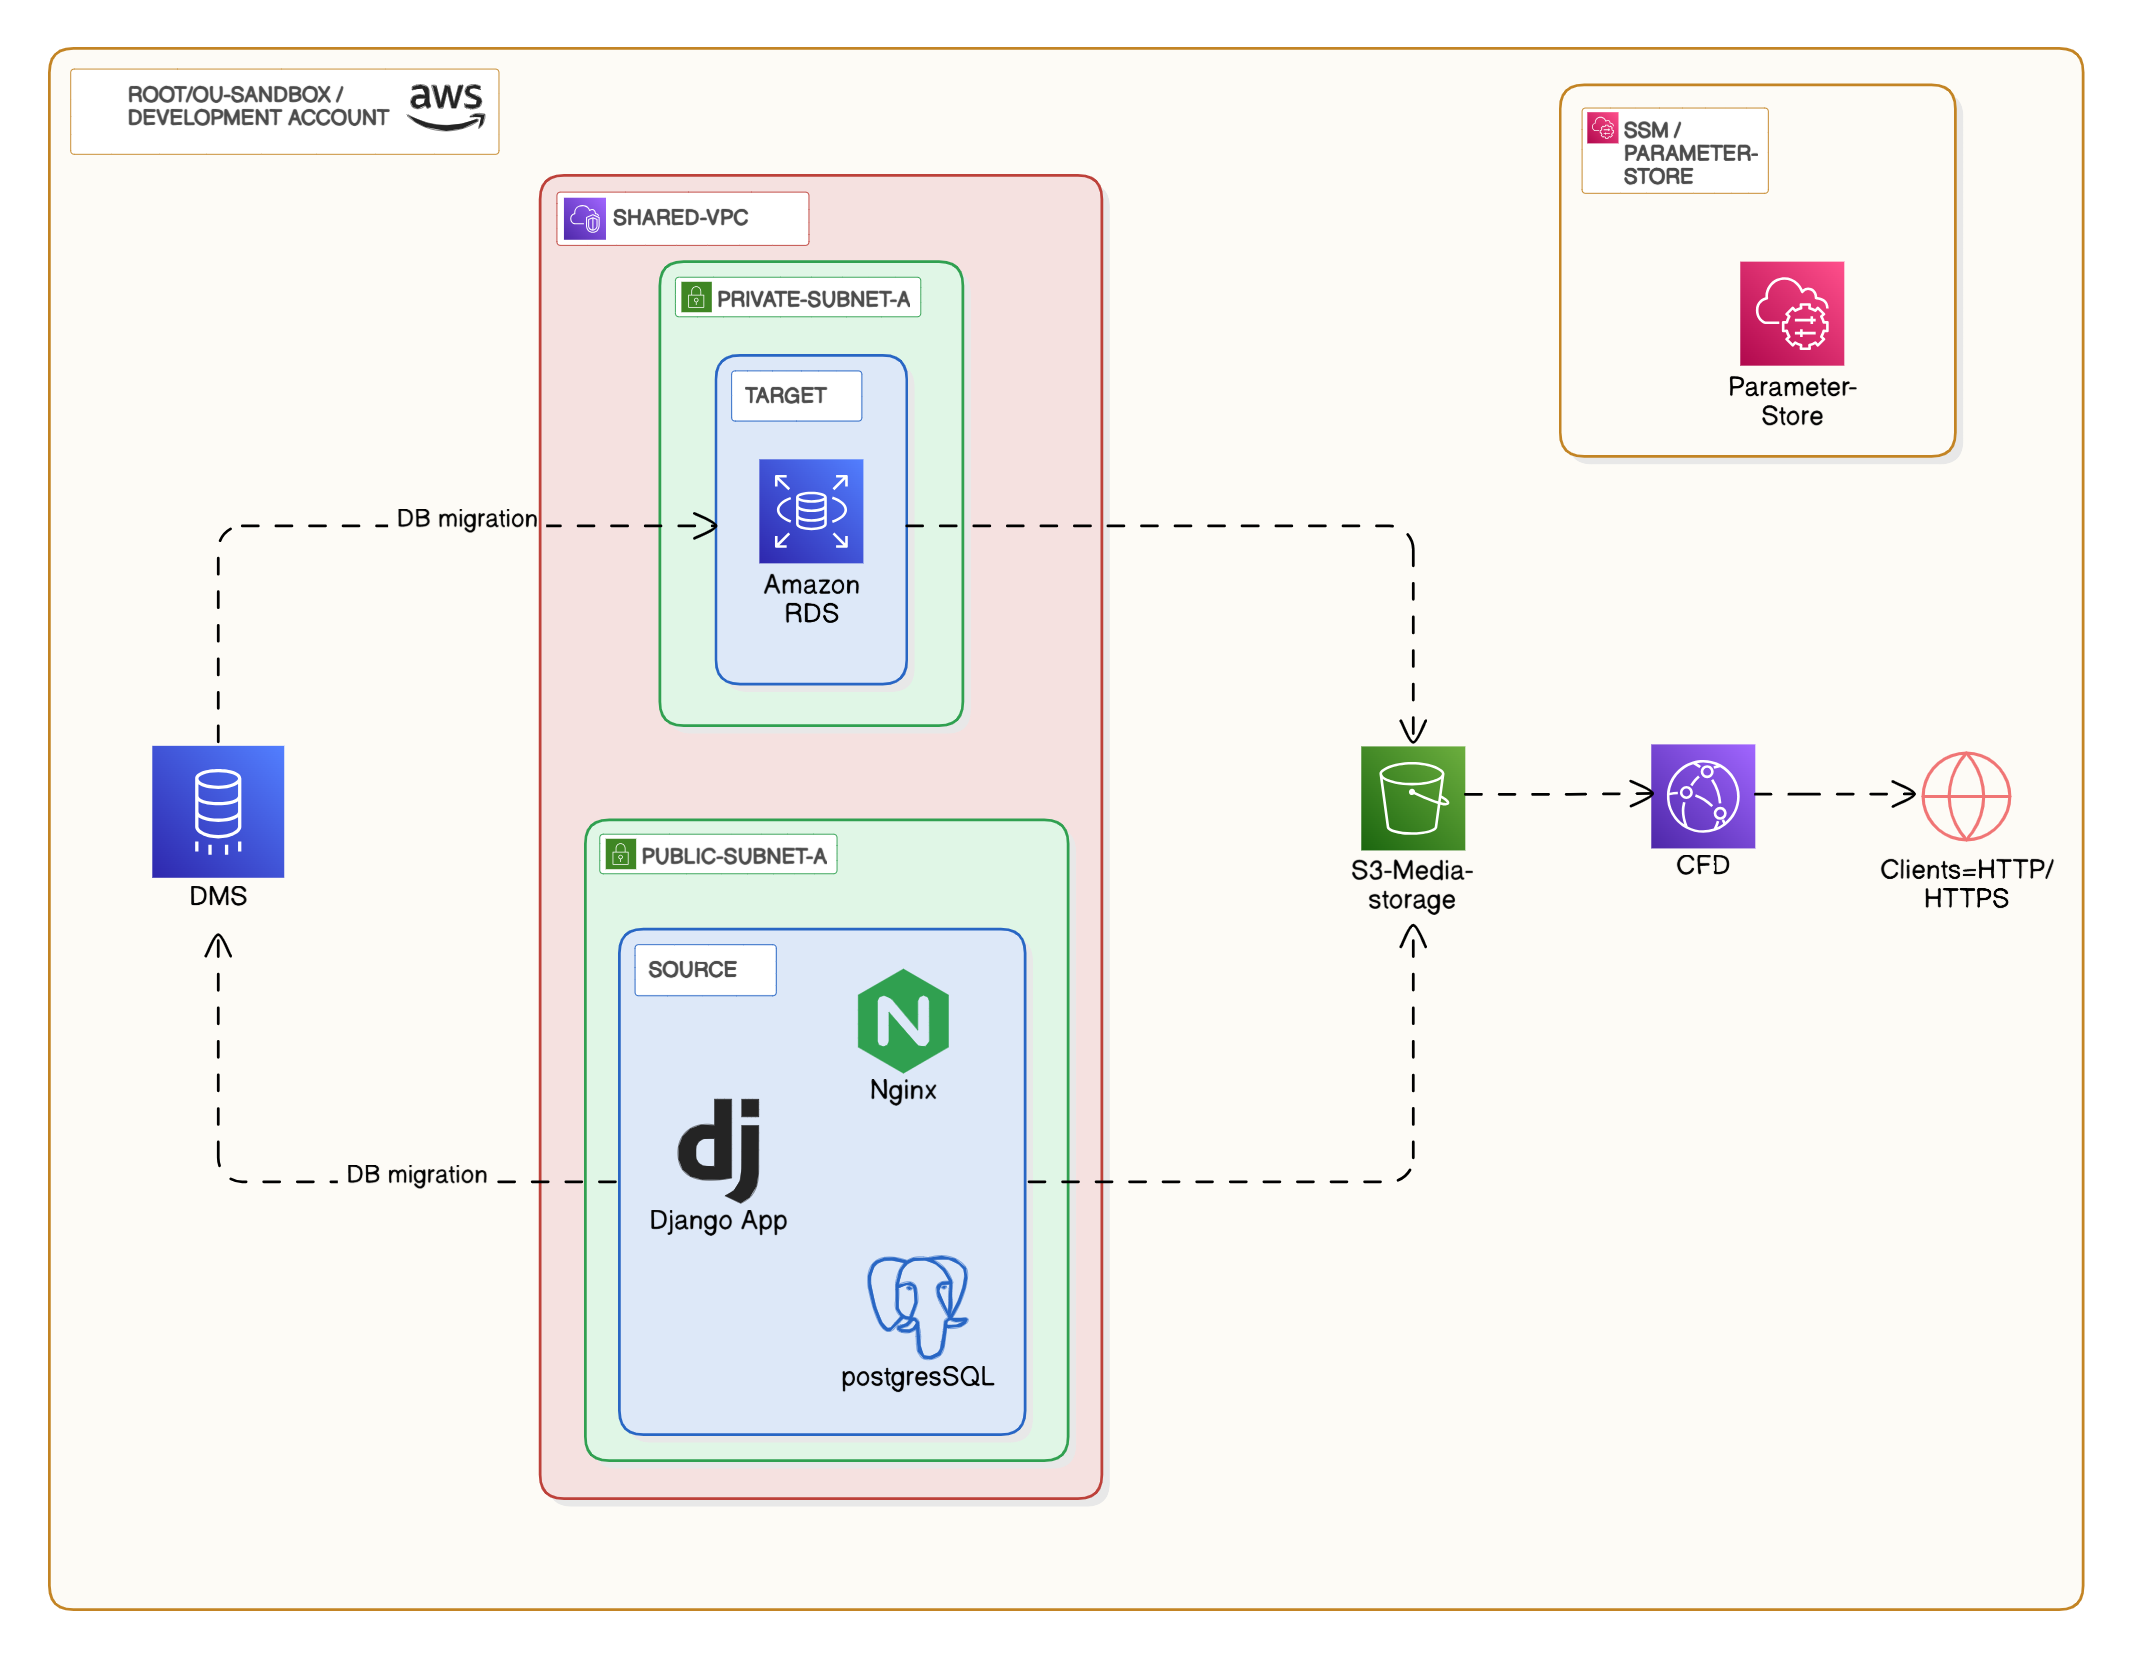 ROOT/OU-SANDBOX /
DEVELOPMENT ACCOUNT
aws
SSM /
PARAMETER-
STORE
Parameter-
Store
SHARED-VPC
PRIVATE-SUBNET-A
TARGET
Amazon
RDS
DB migration
DMS
S3-Media-
storage
CFD
Clients=HTTP/
HTTPS
PUBLIC-SUBNET-A
SOURCE
Nginx
dj
Django App
DB migration
postgresSQL